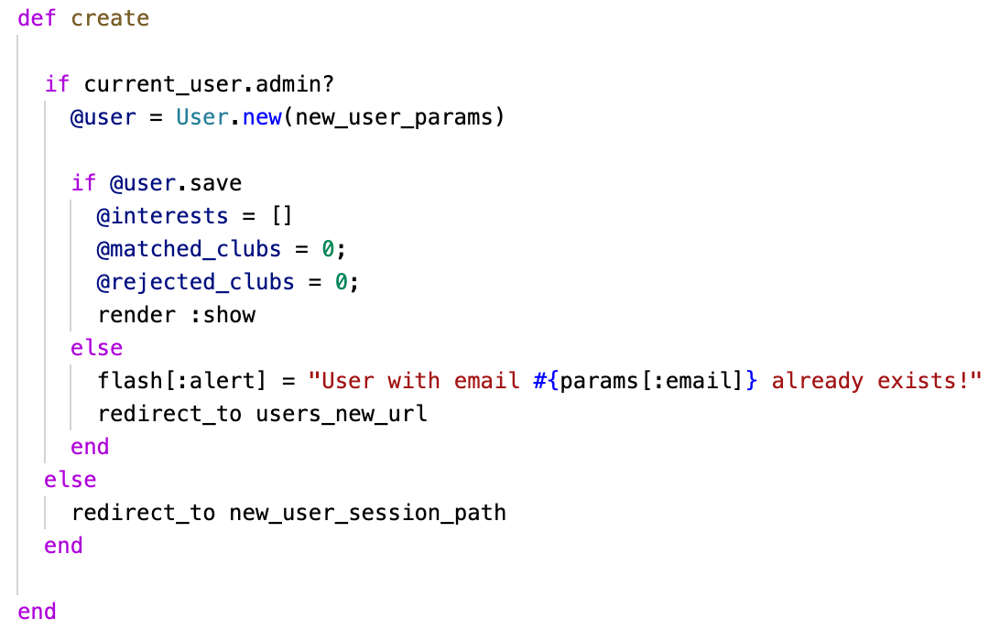 def create
if current_user.admin?
@user = User.new(new_user_params)
if @user.save
@interests = []
@matched_clubs = 0;
@rejected_clubs = 0;
render :show
else
flash[:alert] = "User with email #{params[:email]} already exists!"
redirect_to users_new_url
end
else
redirect_to new_user_session_path
end
end